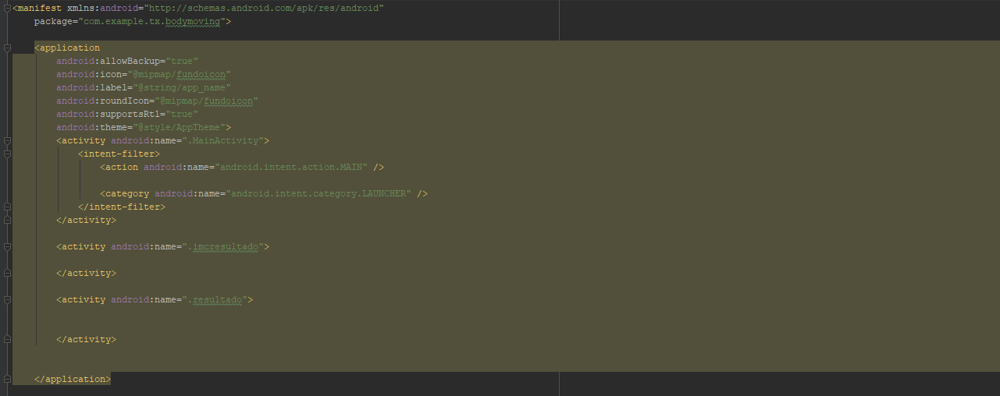 <manifest xmlns:android="http://schemas.android.com/apk/res/android"
package="com.example.tx.bodymoving">
<application
android:allowBackup="true"
android:icon="@mipmap/fundoicon"
android:label="@string/app_name"
android:roundIcon="@mipmap/fundoicon"
android:supportsRtl="true"
android:theme="@style/AppTheme">
<activity android:name=".MainActivity">
<intent-filter>
<action android:name="android.intent.action.MAIN" />
<category android:name="android.intent.category.LAUNCHER" />
</intent-filter>
</activity>
<activity android:name=".imcresultado">
</activity>
<activity android:name=".resultado">
</activity>
</application>